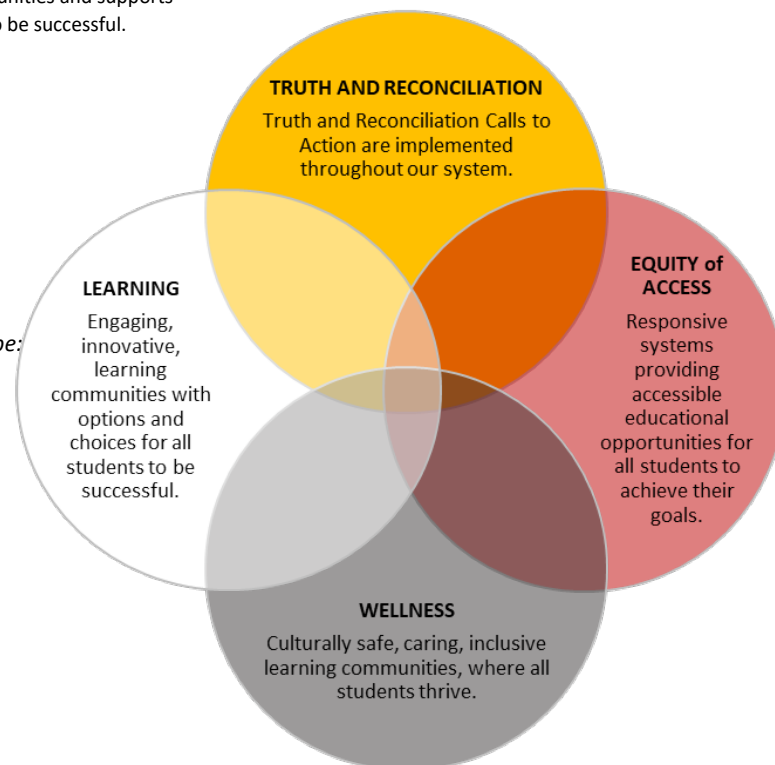 unities and supports
o be successful.
TRUTH AND RECONCILIATION
Truth and Reconciliation Calls to
Action are implemented
throughout our system.
EQUITY of
ACCESS
Responsive
systems
providing
accessible
educational
opportunities for
all students to
achieve their
goals.
LEARNING
Engaging,
innovative,
learning
communities with
options and
choices for all
students to be
successful.
be:
WELLNESS
Culturally safe, caring, inclusive
learning communities, where all
students thrive.